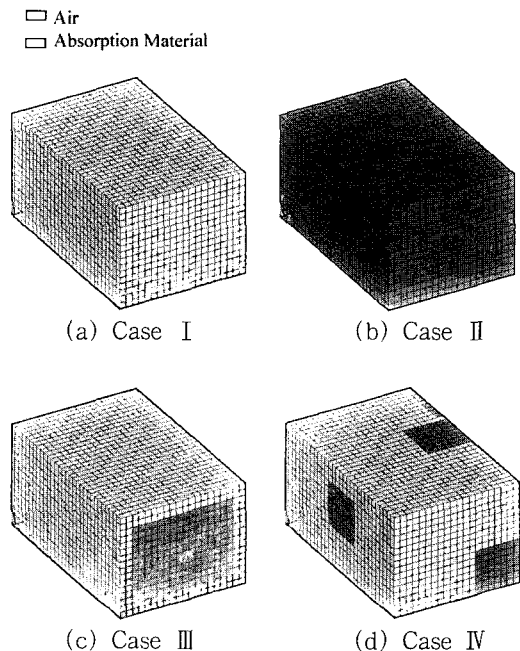 Air
Absorption Material
(a) Case Ⅰ
(b) Case Ⅱ
(c) Case Ⅲ
(d) Case Ⅳ